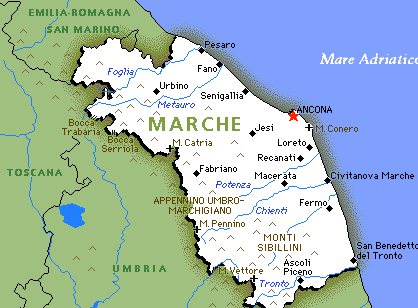 EMILIA-ROMAGNA
SAN MARINO
Pesaro
Fano
Foglia
Mare Adriatico
Urbino
Senigallia
Metauro
ANCONA
Bocca
Trabaria
MARCHE
Jesi
M. Conero
Bocca
Serriola
M. Catria
Loreto
Recanati
TOSCANA
Fabriano
Potenza
Macerata
Civitanova Marche
APPENNINO UMBRO-
MARCHIGIANO
Chienti
Fermo
M. Pennino
MONTI
SIBILLINI
San Benedetto
del Tronto
UMBRIA
M. Vettore
Ascoli
Piceno
Tronto